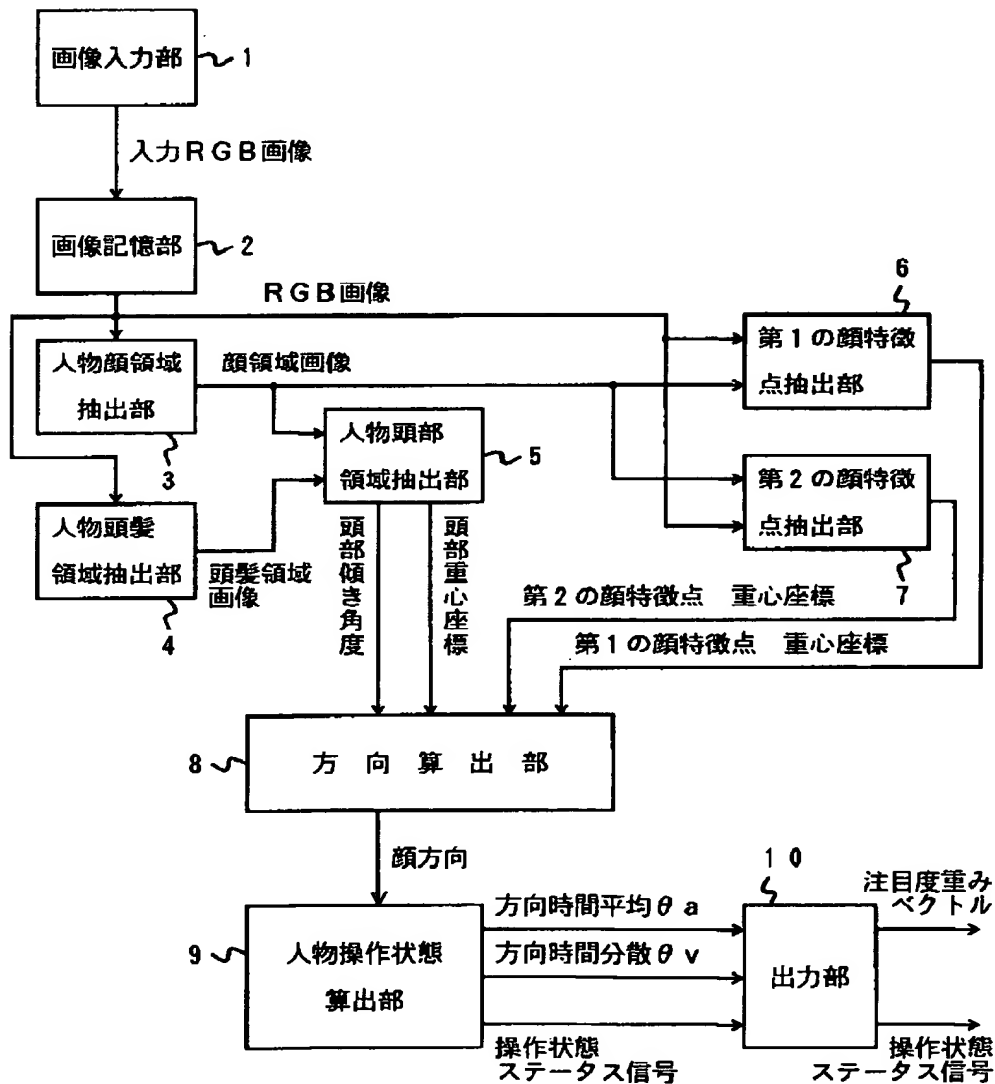 画像入力部
1
入力RGB画像
画像記憶部
2
RGB画像
6
人物顔領域
抽出部
3
顔領域画像
第1の顔特徴
点抽出部
人物頭部
領域抽出部
5
第2の顔特徴
点抽出部
7
人物頭髪
領域抽出部
4
頭髪領域
画像
頭部傾き角度
頭部重心座標
第2の顔特徴点 重心座標
第1の顔特徴点 重心座標
8
方向算出部
顔方向
10
9
人物操作状態
算出部
方向時間平均θa
方向時間分散θv
操作状態
ステータス信号
出力部
注目度重み
ベクトル
操作状態
ステータス信号